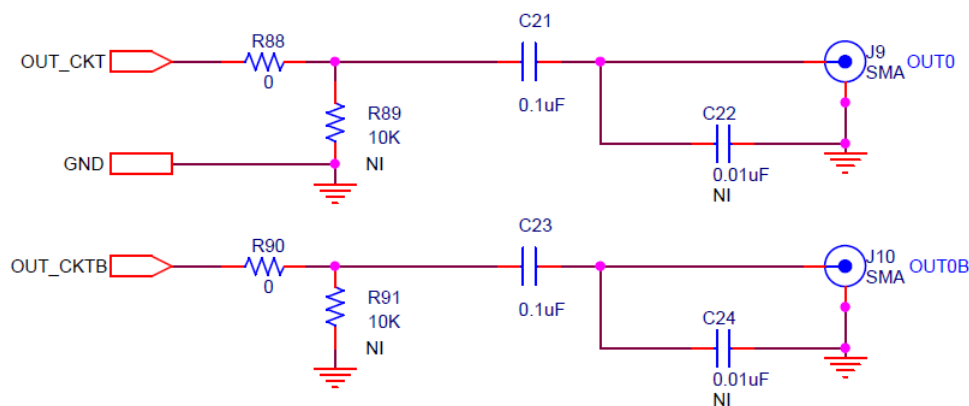 C21
R88
OUT_CKT
J9
OUT0
SMA
0
0.1uF
R89
10K
NI
C22
GND
0.01uF
NI
C23
R90
OUT_CKTB
J10
OUT0B
SMA
0
0.1uF
R91
10K
NI
C24
0.01uF
NI